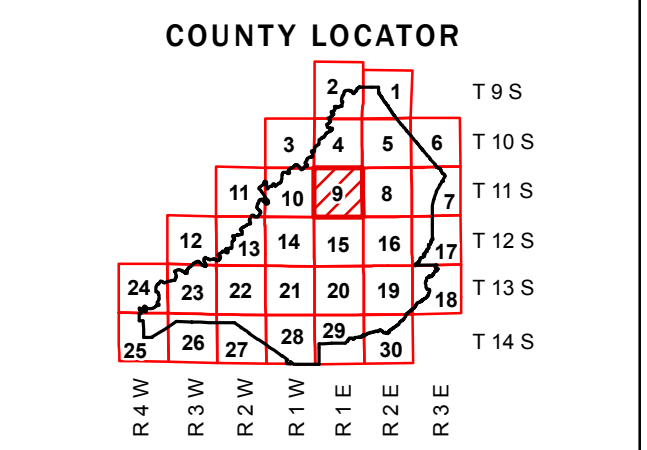 COUNTY LOCATOR
2 1 T 9 S
3 4 5 6 T 10 S
11 10 9 8 7 T 11 S
12 13 14 15 16 17 T 12 S
24 23 22 21 20 19 18 T 13 S
25 26 27 28 29 30 T 14 S
R 4 W R 3 W R 2 W R 1 W R 1 E R 2 E R 3 E